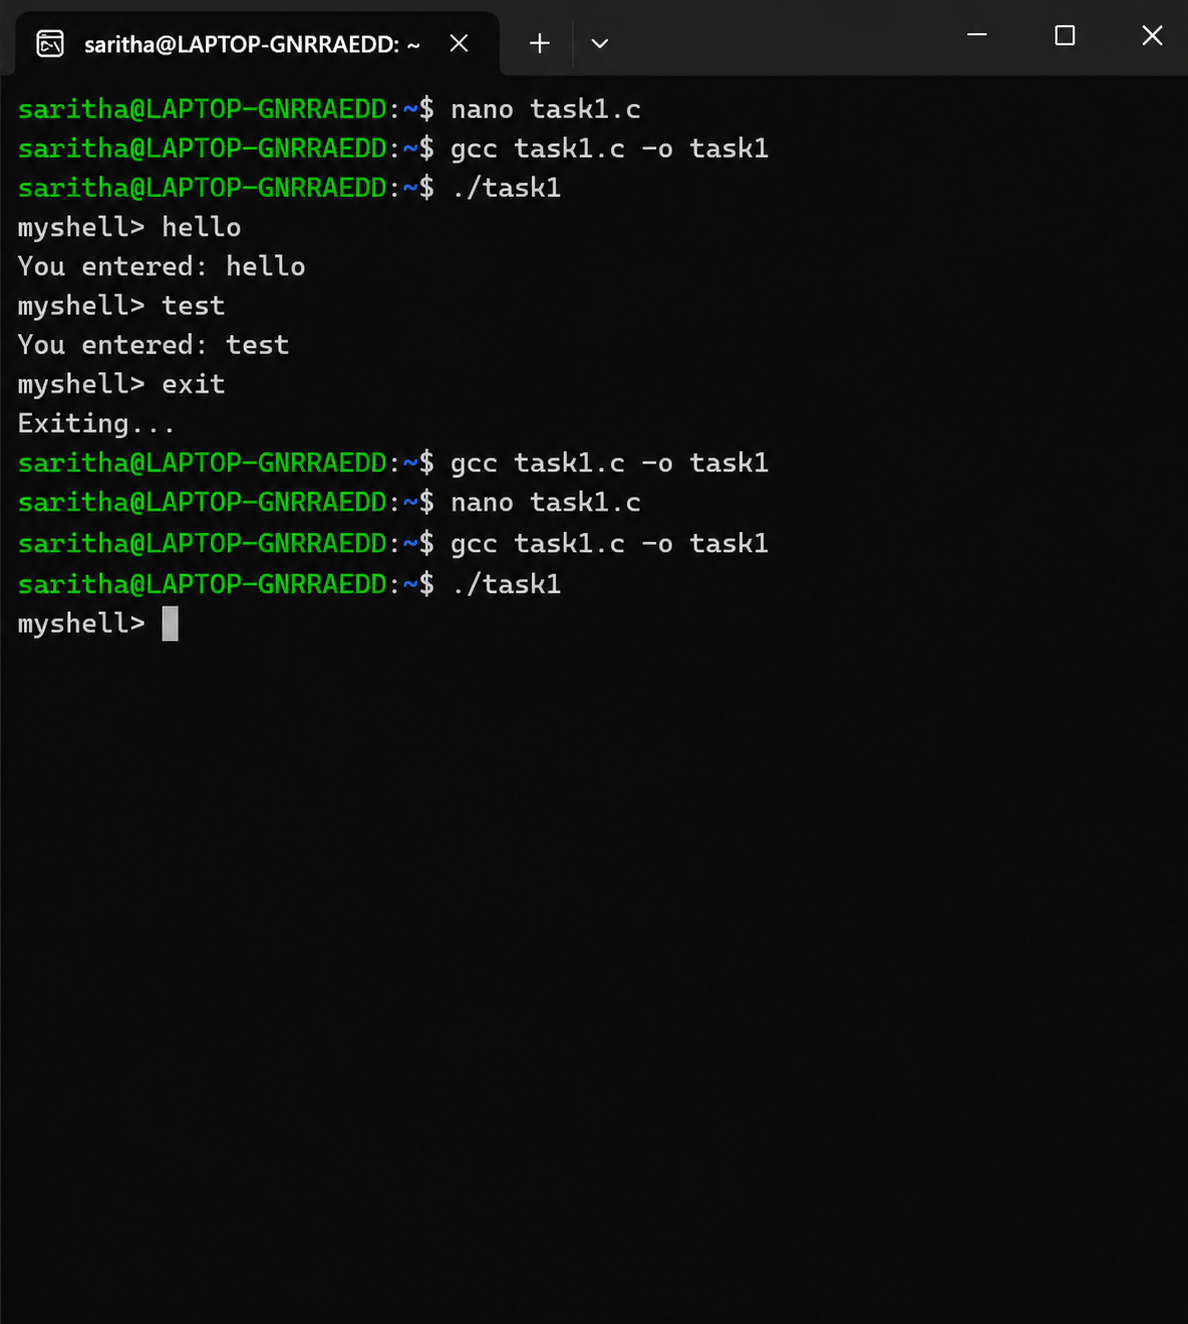 saritha@LAPTOP-GNRRAEDD: ~
saritha@LAPTOP-GNRRAEDD:~$ nano task1.c
saritha@LAPTOP-GNRRAEDD:~$ gcc task1.c -o task1
saritha@LAPTOP-GNRRAEDD:~$ ./task1
myshell> hello
You entered: hello
myshell> test
You entered: test
myshell> exit
Exiting...
saritha@LAPTOP-GNRRAEDD:~$ gcc task1.c -o task1
saritha@LAPTOP-GNRRAEDD:~$ nano task1.c
saritha@LAPTOP-GNRRAEDD:~$ gcc task1.c -o task1
saritha@LAPTOP-GNRRAEDD:~$ ./task1
myshell>